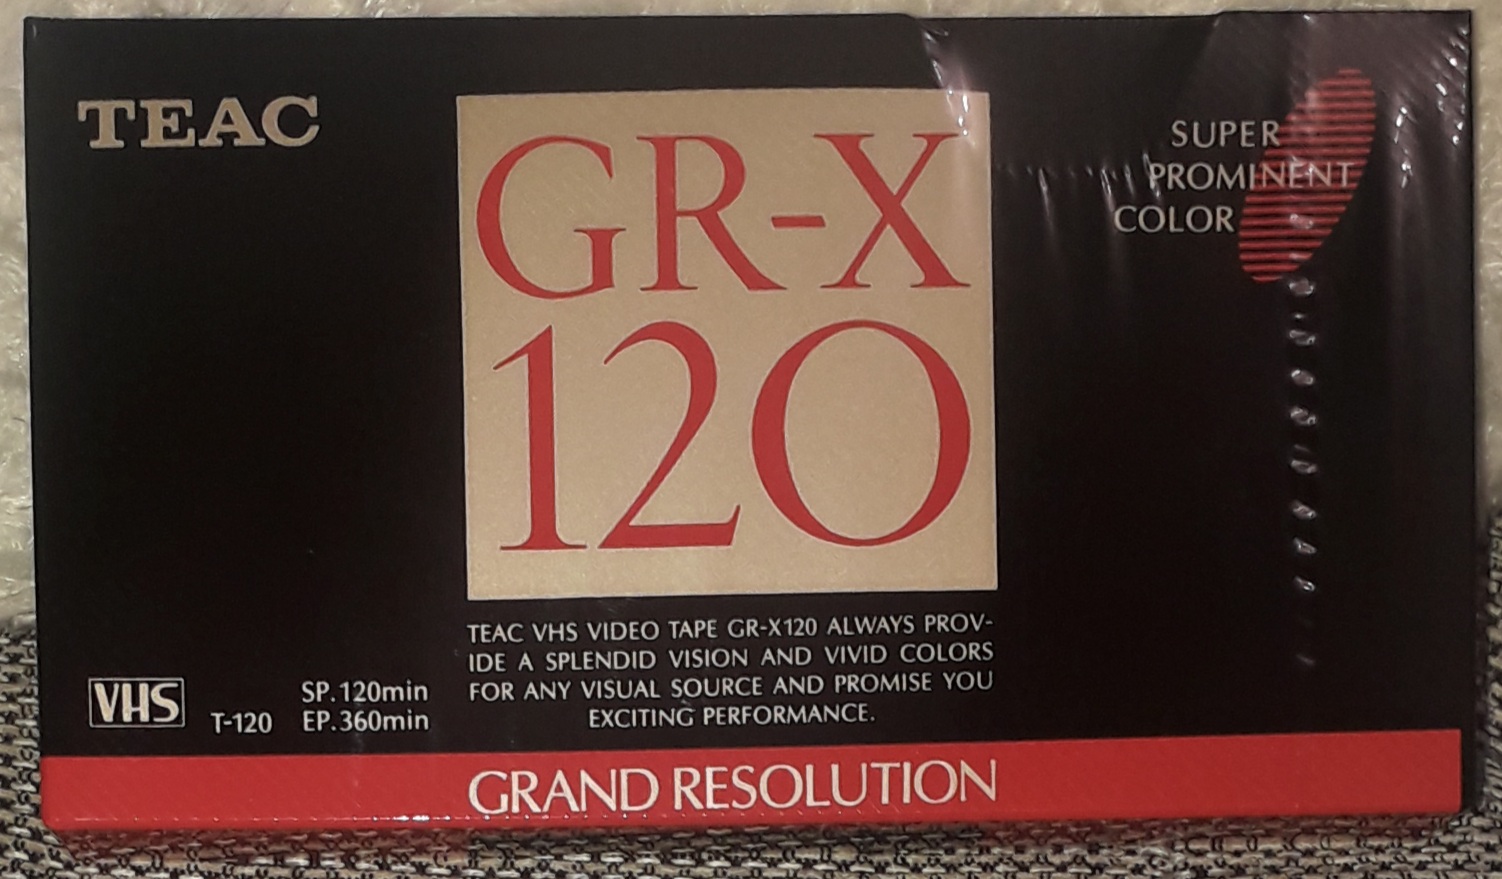 TEAC
GR-X
120
SUPER
PROMINENT
COLOR
TEAC VHS VIDEO TAPE GR-X120 ALWAYS PROV-
IDE A SPLENDID VISION AND VIVID COLORS
FOR ANY VISUAL SOURCE AND PROMISE YOU
EXCITING PERFORMANCE.
VHS T-120
SP.120min
EP.360min
GRAND RESOLUTION